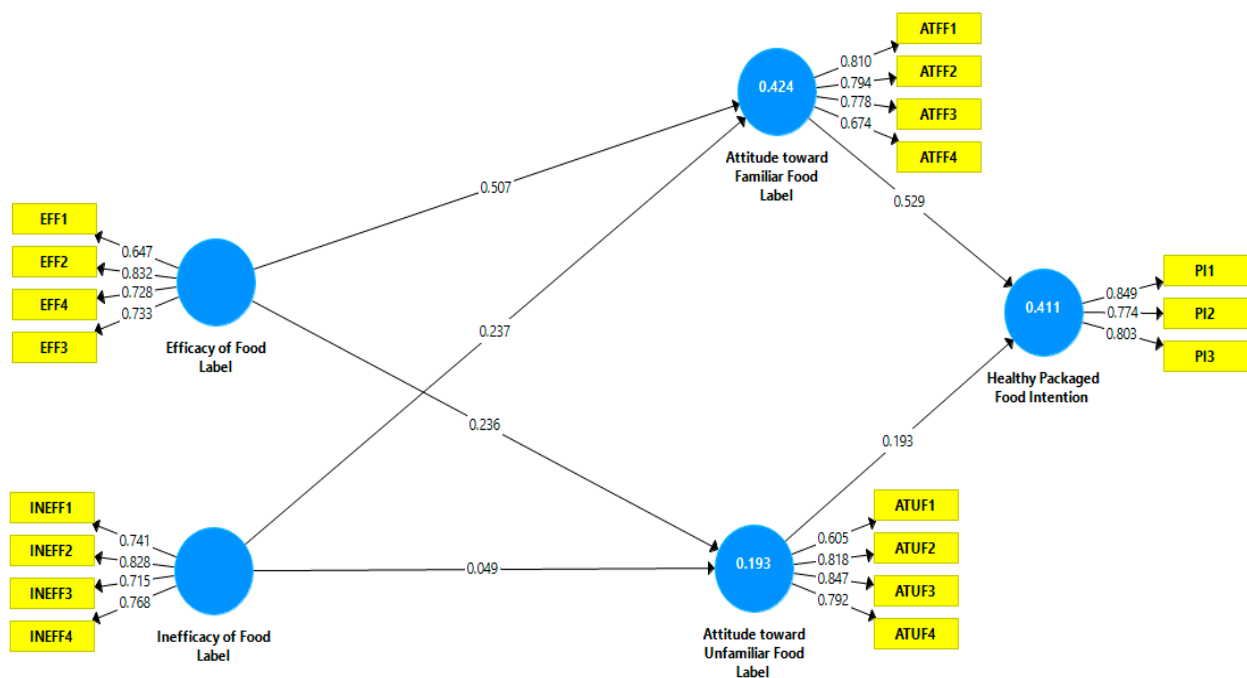 ATFF1
0.810
ATFF2
0.794
0.424
0.778
ATFF3
0.674
ATFF4
Attitude toward
Familiar Food
Label
0.507
0.529
EFF1
0.647
EFF2
0.832
0.728
EFF4
0.733
EFF3
Efficacy of Food
Label
0.237
PI1
0.849
0.411
0.774
PI2
0.803
PI3
Healthy Packaged
Food Intention
0.236
0.193
INEFF1
0.741
INEFF2
0.828
0.715
INEFF3
0.768
INEFF4
Inefficacy of Food
Label
0.049
ATUF1
0.605
ATUF2
0.818
0.193
0.847
ATUF3
0.792
ATUF4
Attitude toward
Unfamiliar Food
Label